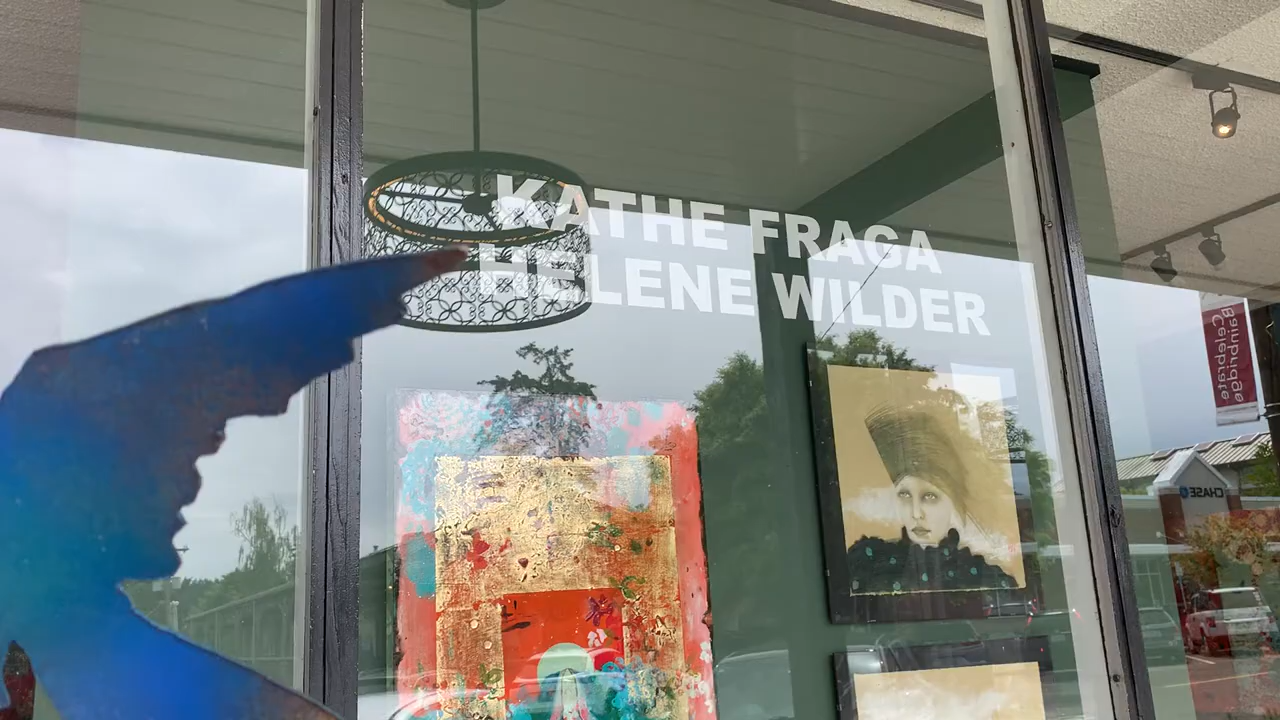 KATHE FRAGA
HELENE WILDER
#Celebrate
Bainbridge
CHASE